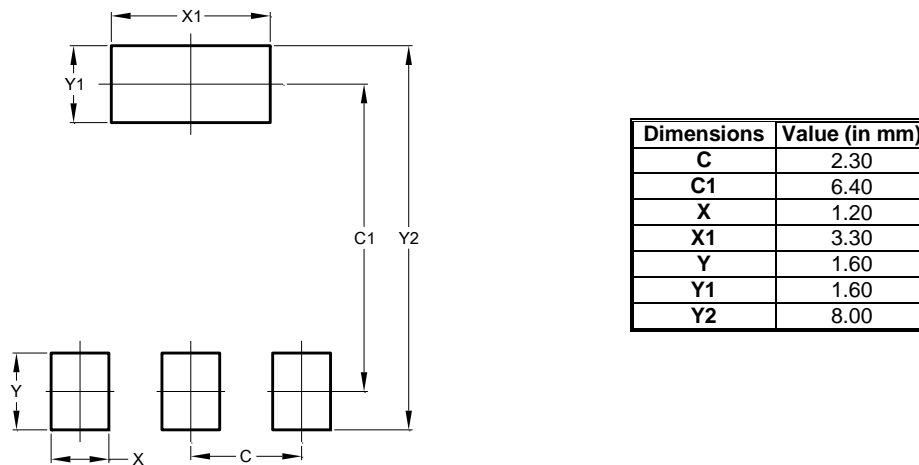 X1
Y1
C1
Y2
Y
X
C
Dimensions Value (in mm)
C 2.30
C1 6.40
X 1.20
X1 3.30
Y 1.60
Y1 1.60
Y2 8.00